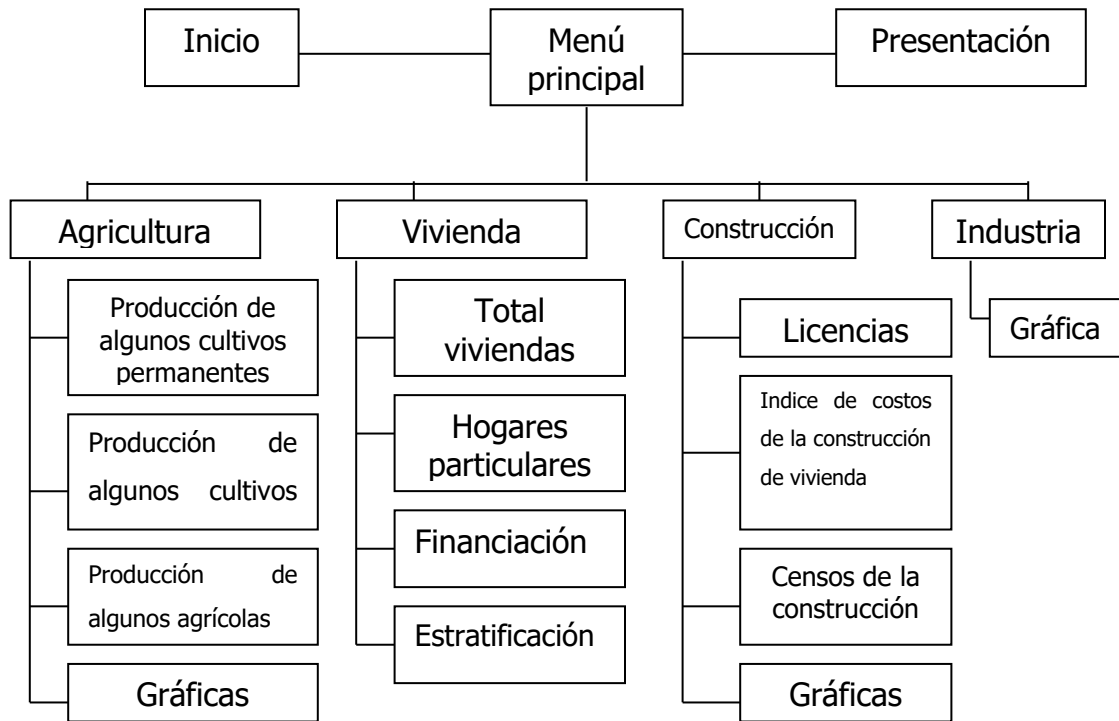 Inicio
Menú
principal
Presentación
Agricultura
Vivienda
Construcción
Industria
Producción de
algunos cultivos
permanentes
Producción de
algunos cultivos
Producción de
algunos agrícolas
Gráficas
Total
viviendas
Hogares
particulares
Financiación
Estratificación
Licencias
Indice de costos
de la construcción
de vivienda
Censos de la
construcción
Gráficas
Gráfica